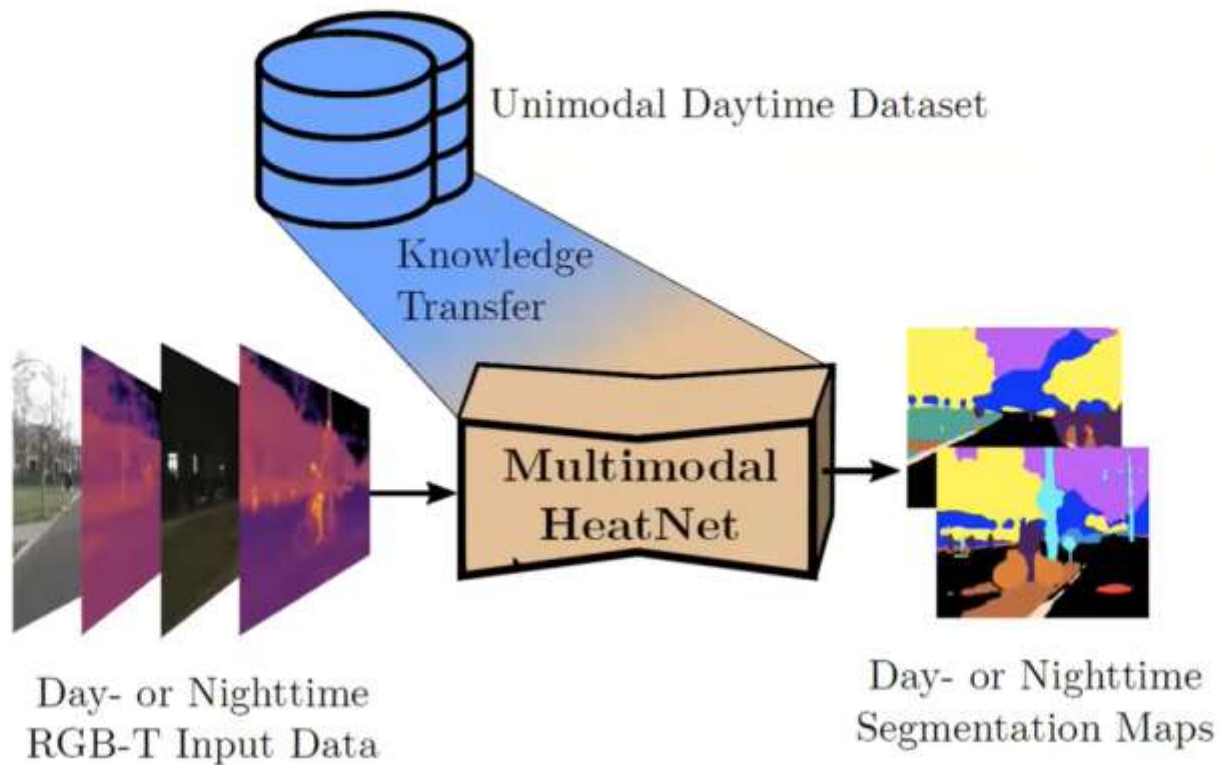 Unimodal Daytime Dataset
Knowledge
Transfer
Multimodal
HeatNet
Day- or Nighttime
RGB-T Input Data
Day- or Nighttime
Segmentation Maps